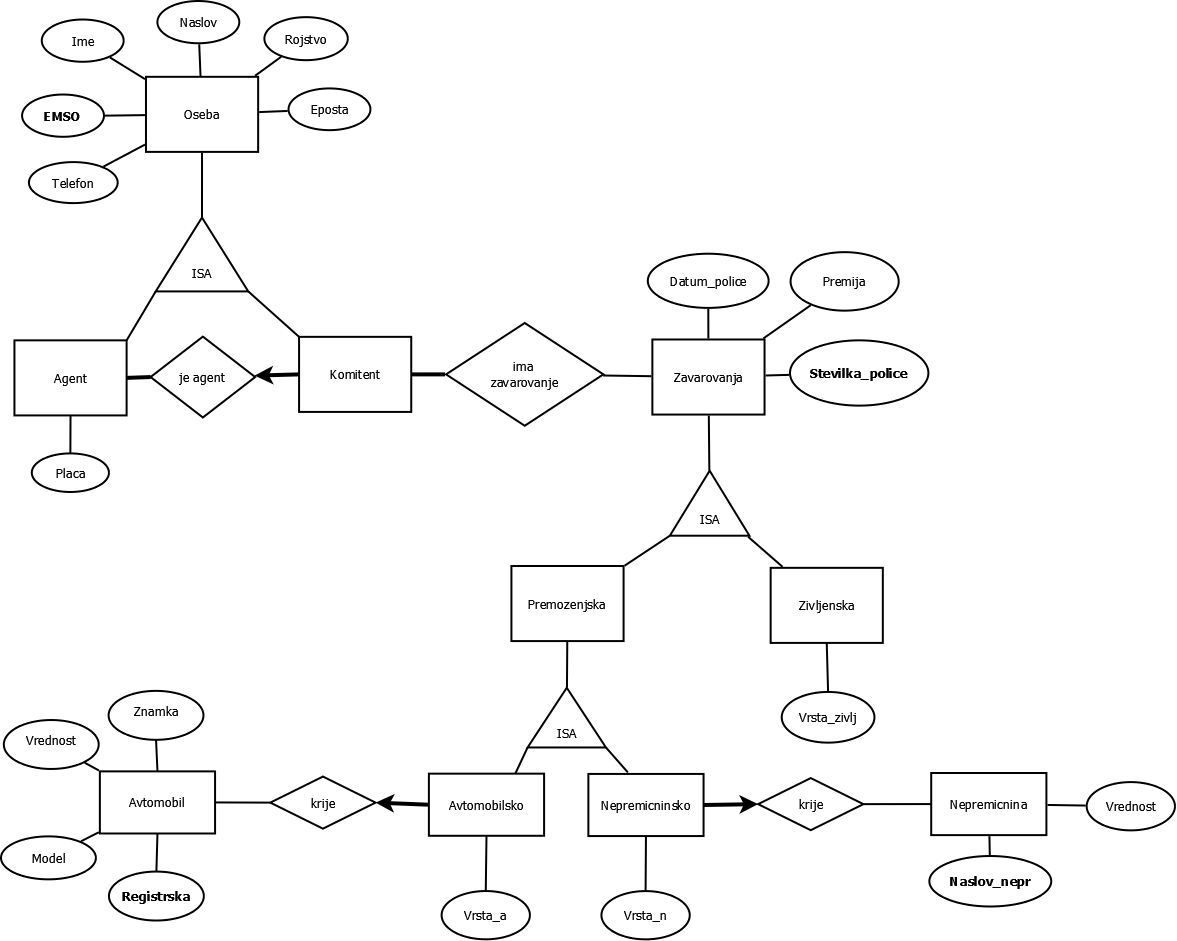 Naslov
Ime
Rojstvo
EMSO
Oseba
Eposta
Telefon
ISA
Datum_police
Premija
Agent
je agent
Komitent
ima
zavarovanje
Zavarovanja
Stevilka_police
Placa
ISA
Premozenjska
Zivljenska
Vrsta_zivlj
ISA
Znamka
Vrednost
Avtomobil
krije
Avtomobilsko
Nepremicninsko
krije
Nepremicnina
Vrednost
Model
Registrska
Vrsta_a
Vrsta_n
Naslov_nepr